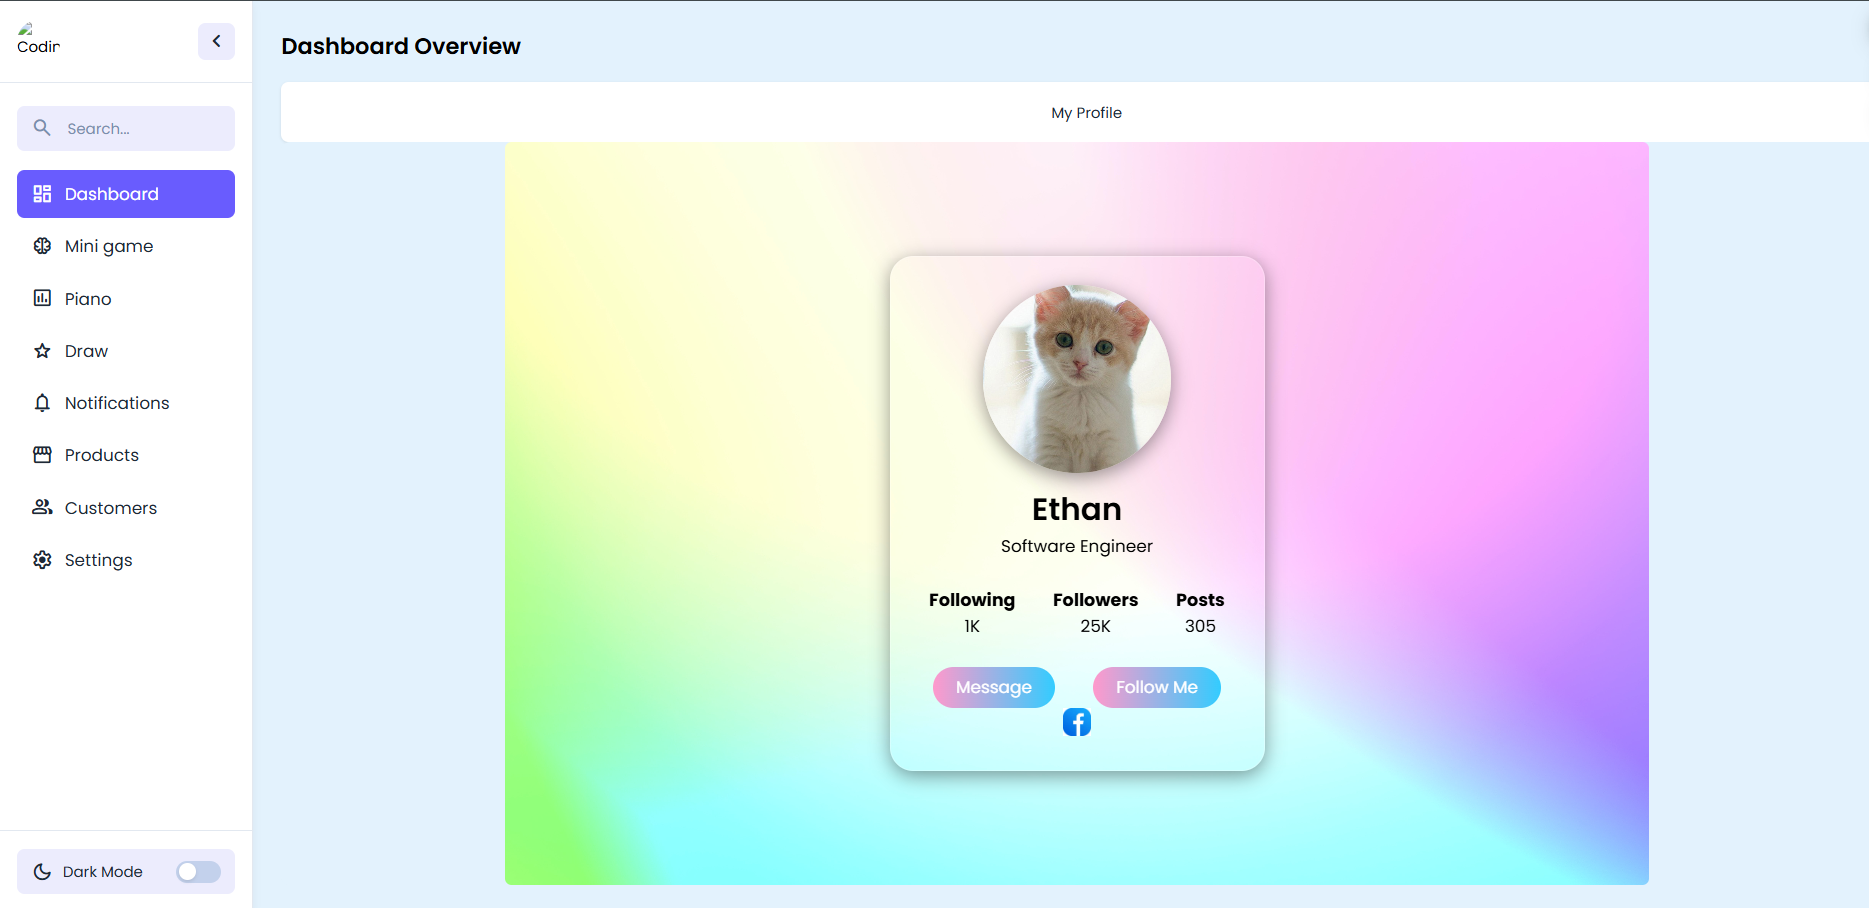 Codin
Dashboard Overview
Search...
My Profile
Dashboard
Mini game
Piano
Draw
Notifications
Products
Customers
Settings
Dark Mode
Ethan
Software Engineer
Following Followers Posts
1K 25K 305
Message Follow Me